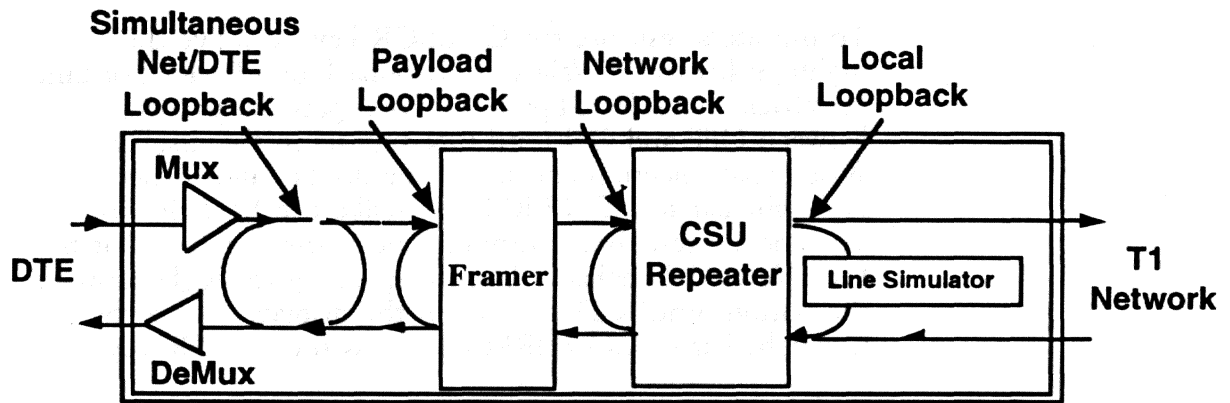 Simultaneous
Net/DTE
Loopback
Payload
Loopback
Network
Loopback
Local
Loopback
Mux
DTE
DeMux
Framer
CSU
Repeater
Line Simulator
T1
Network